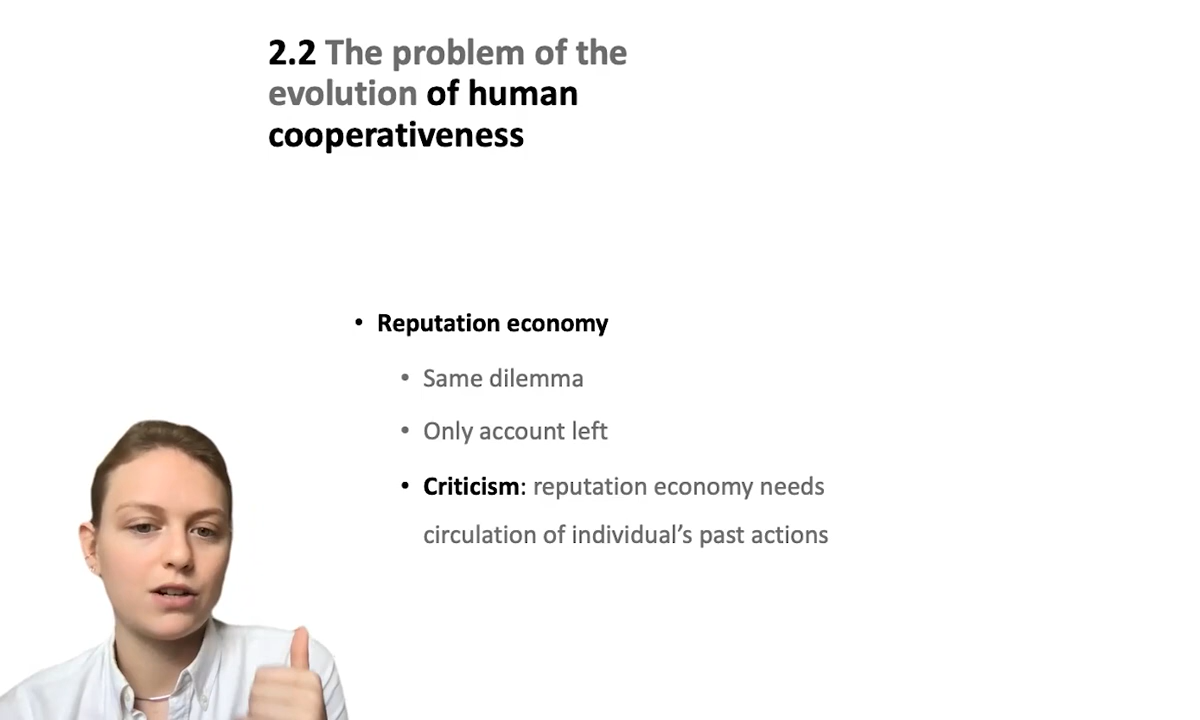 2.2 The problem of the
evolution of human
cooperativeness
• Reputation economy
• Same dilemma
• Only account left
• Criticism: reputation economy needs
circulation of individual’s past actions